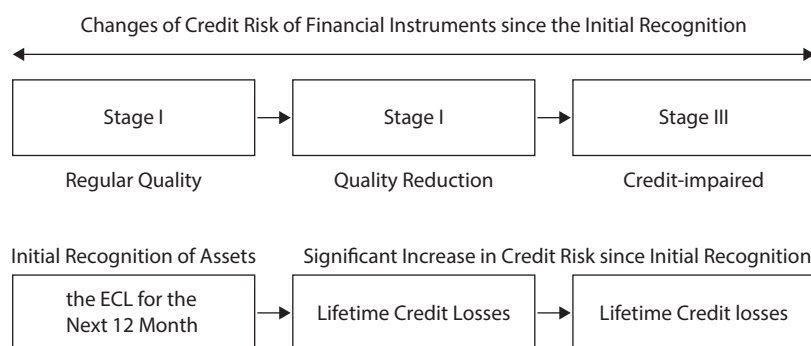 Changes of Credit Risk of Financial Instruments since the Initial Recognition
Stage I
Stage I
Stage III
Regular Quality
Quality Reduction
Credit-impaired
Initial Recognition of Assets
Significant Increase in Credit Risk since Initial Recognition
the ECL for the
Next 12 Month
Lifetime Credit Losses
Lifetime Credit losses